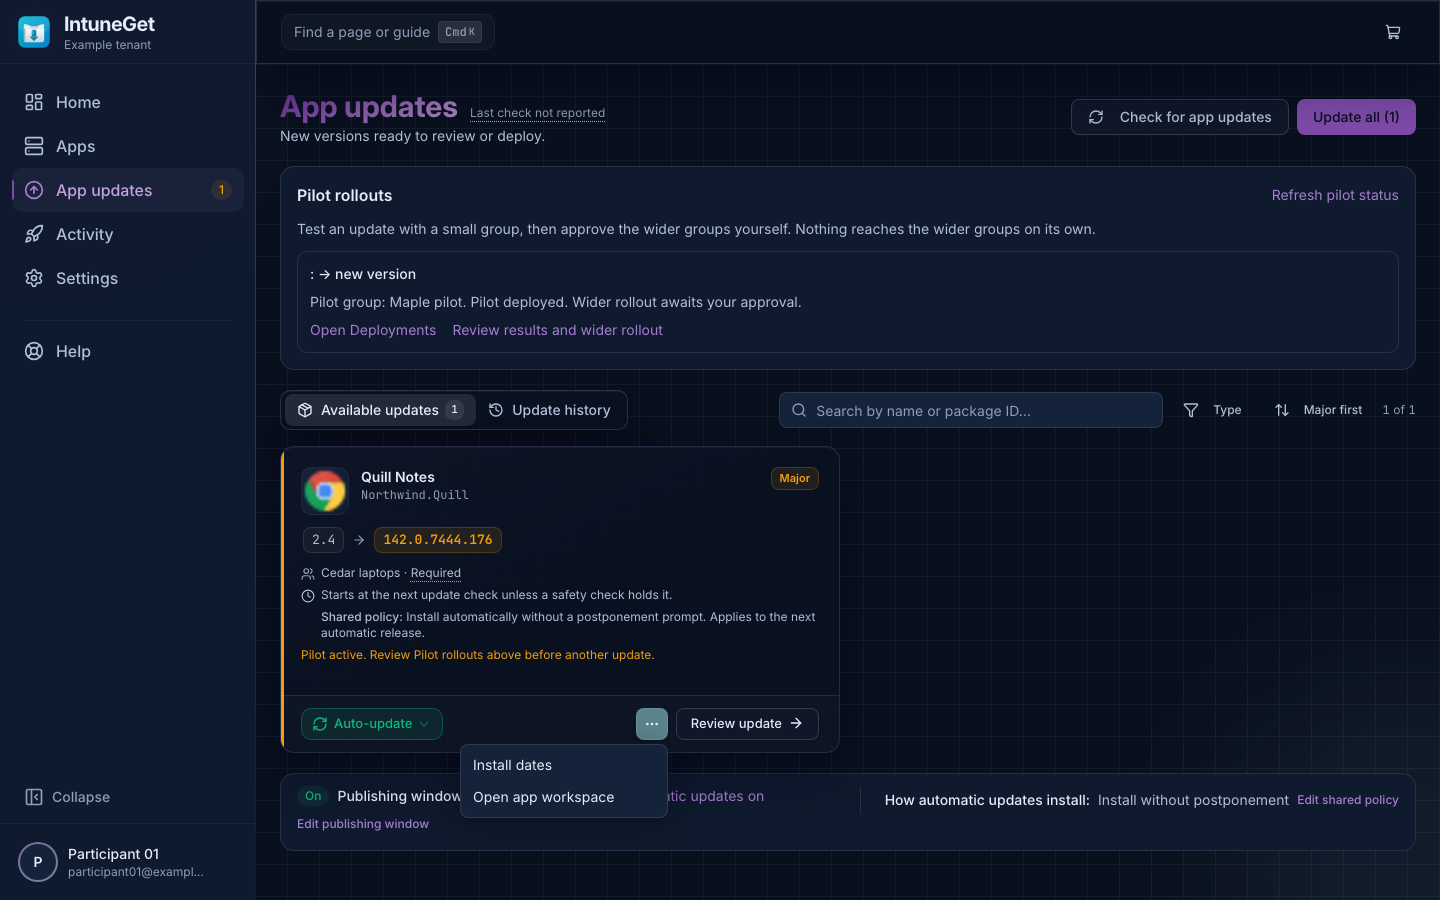 IntuneGet
Example tenant
Find a page or guide Cmd K
Home
Apps
App updates 1
Activity
Settings
Help
Collapse
P
Participant 01
participant01@exampl...
App updates Last check not reported
New versions ready to review or deploy.
Check for app updates
Update all (1)
Pilot rollouts
Refresh pilot status
Test an update with a small group, then approve the wider groups yourself. Nothing reaches the wider groups on its own.
: → new version
Pilot group: Maple pilot. Pilot deployed. Wider rollout awaits your approval.
Open Deployments Review results and wider rollout
Available updates 1 Update history
Search by name or package ID...
Type
Major first
1 of 1
Quill Notes
Northwind.Quill
Major
2.4 → 142.0.7444.176
Cedar laptops · Required
Starts at the next update check unless a safety check holds it.
Shared policy: Install automatically without a postponement prompt. Applies to the next
automatic release.
Pilot active. Review Pilot rollouts above before another update.
Auto-update
...
Review update →
Install dates
Open app workspace
On Publishing window
tic updates on
Edit publishing window
How automatic updates install: Install without postponement Edit shared policy